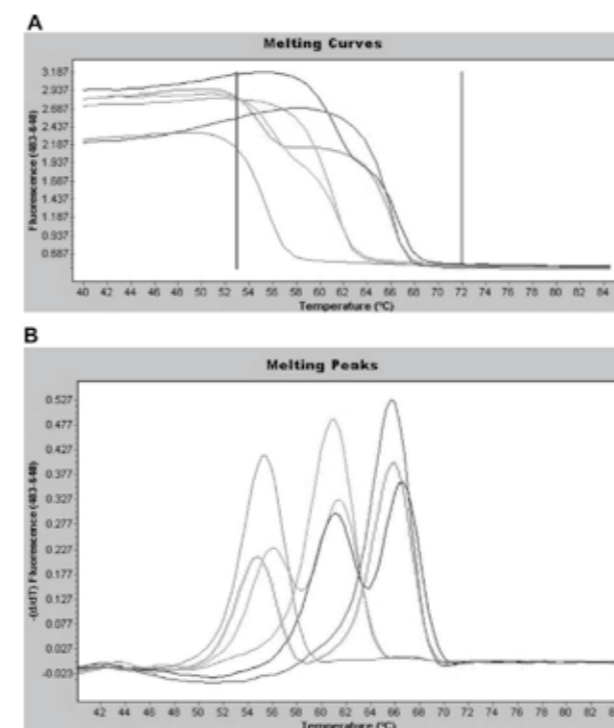 A
Melting Curves
3.187
2.937
2.687
2.437
2.187
1.937
1.687
1.437
1.187
0.937
0.687
Fluorescence (483-640)
40 42 44 46 48 50 52 54 56 58 60 62 64 66 68 70 72 74 76 78 80 82 84
Temperature (°C)
B
Melting Peaks
0.527
0.477
0.427
0.377
0.327
0.277
0.227
0.177
0.127
0.077
0.027
-0.023
-(d/dT) Fluorescence (483-640)
42 44 46 48 50 52 54 56 58 60 62 64 66 68 70 72 74 76 78 80 82
Temperature (°C)